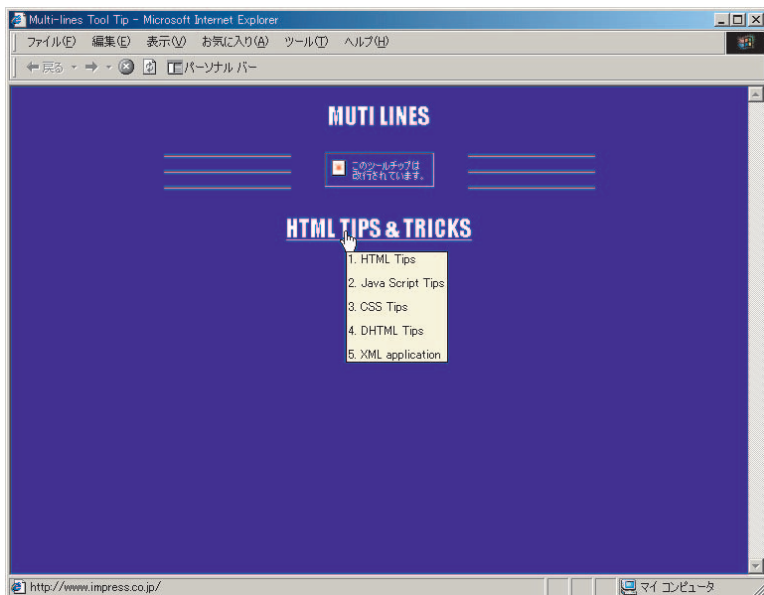 Multi-lines Tool Tip - Microsoft Internet Explorer
ファイル(F) 編集(E) 表示(V) お気に入り(A) ツール(T) ヘルプ(H)
戻る パーソナル バー
MUTI LINES
このツールチップは
改行されています。
HTML TIPS & TRICKS
1. HTML Tips
2. Java Script Tips
3. CSS Tips
4. DHTML Tips
5. XML application
http://www.impress.co.jp/ マイ コンピュータ